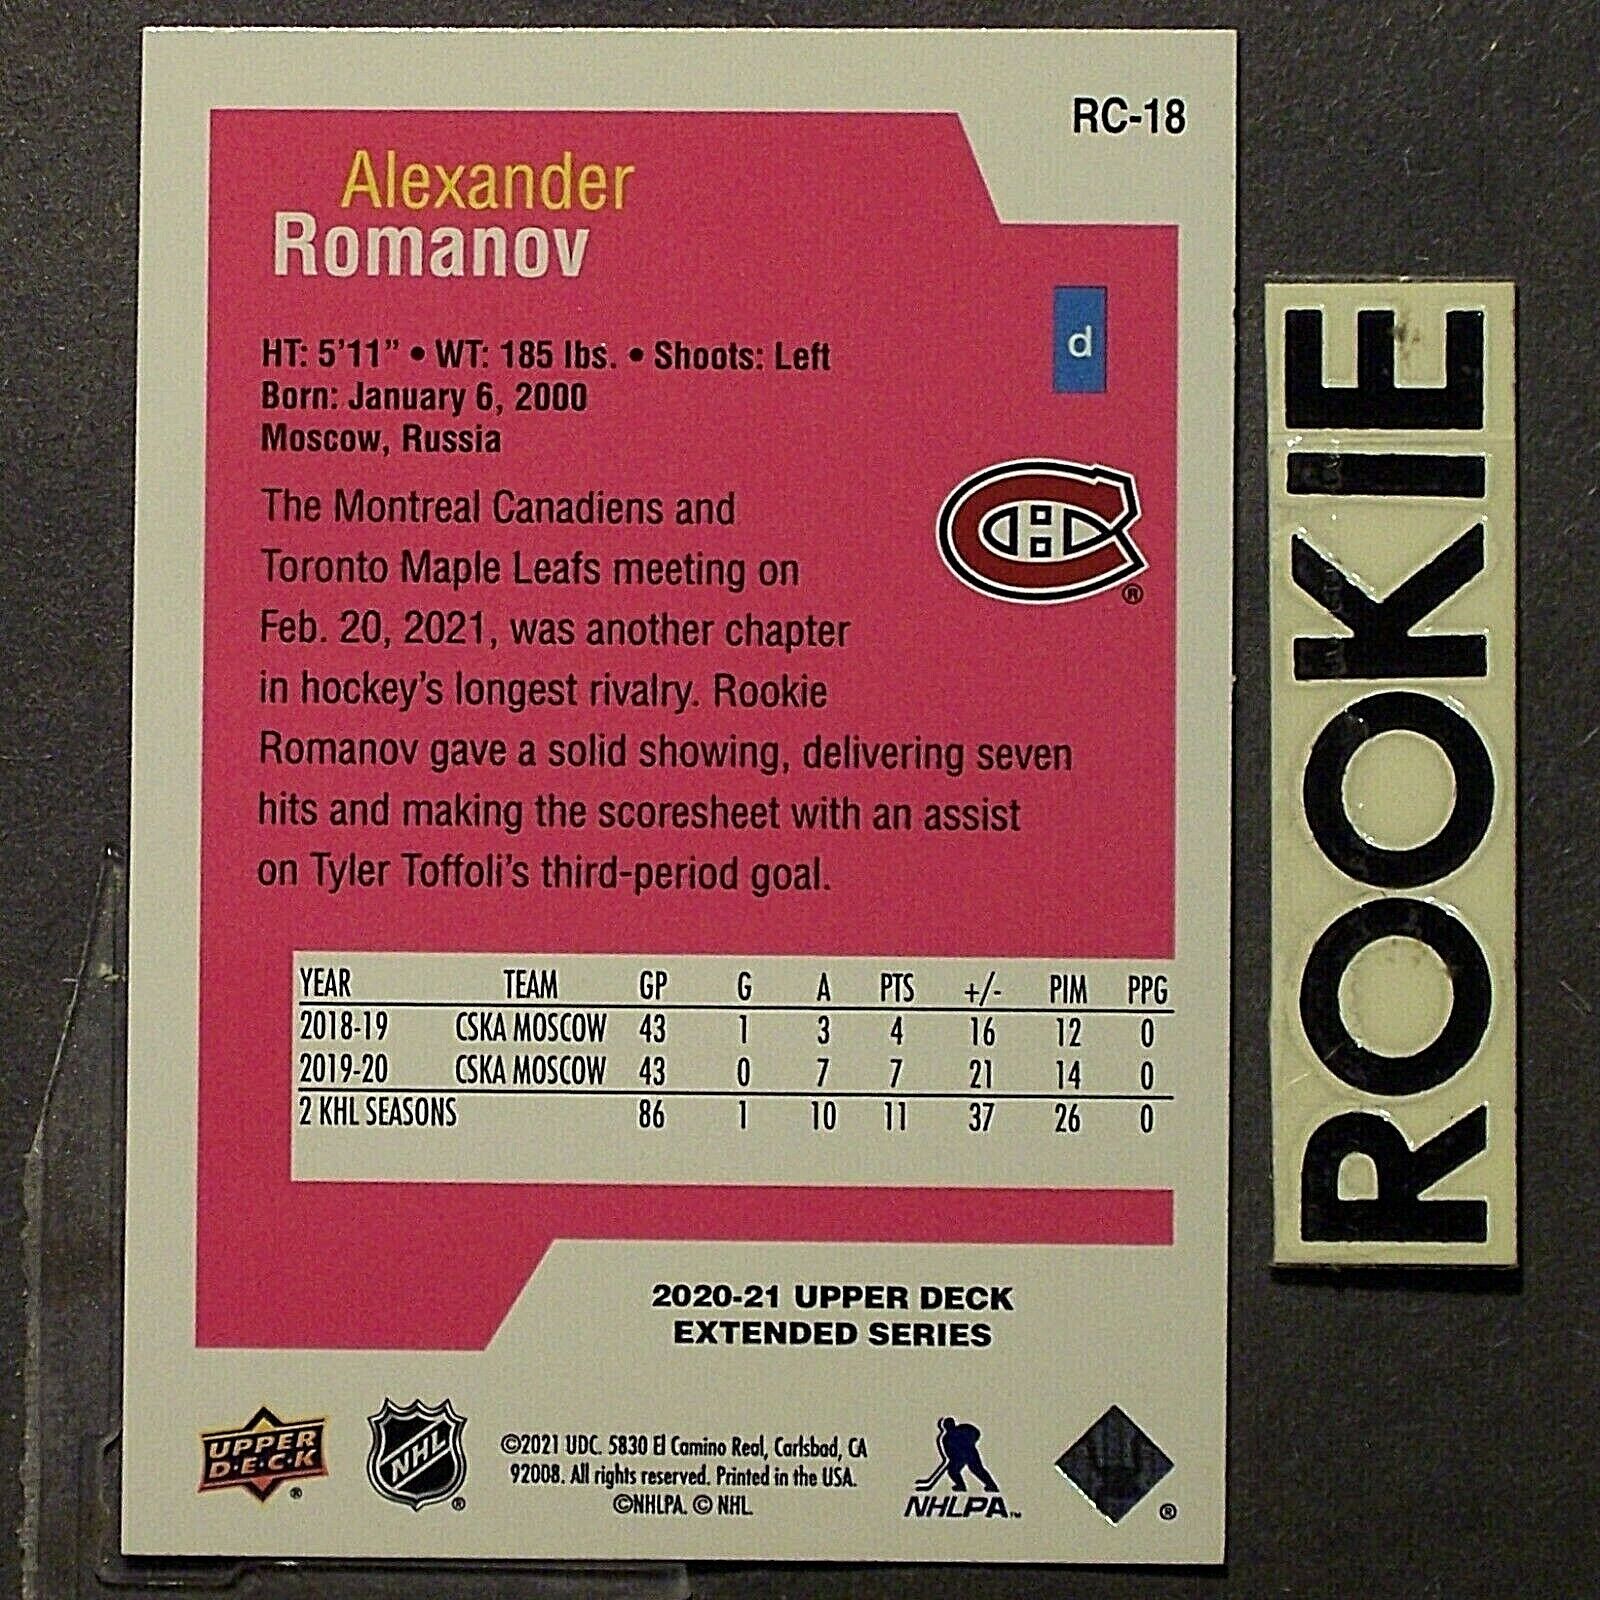 RC-18
Alexander
Romanov
d
HT: 5'11" • WT: 185 lbs. • Shoots: Left
Born: January 6, 2000
Moscow, Russia
The Montreal Canadiens and
Toronto Maple Leafs meeting on
Feb. 20, 2021, was another chapter
in hockey's longest rivalry. Rookie
Romanov gave a solid showing, delivering seven
hits and making the scoresheet with an assist
on Tyler Toffoli's third-period goal.
CH®
YEAR TEAM GP G A PTS +/- PIM PPG
2018-19 CSKA MOSCOW 43 1 3 4 16 12 0
2019-20 CSKA MOSCOW 43 0 7 7 21 14 0
2 KHL SEASONS 86 1 10 11 37 26 0
2020-21 UPPER DECK
EXTENDED SERIES
UPPER
D·E·C·K
®
NHL
®
©2021 UDC. 5830 El Camino Real, Carlsbad, CA
92008. All rights reserved. Printed in the USA.
©NHLPA. © NHL.
NHLPA™
®
ROOKIE